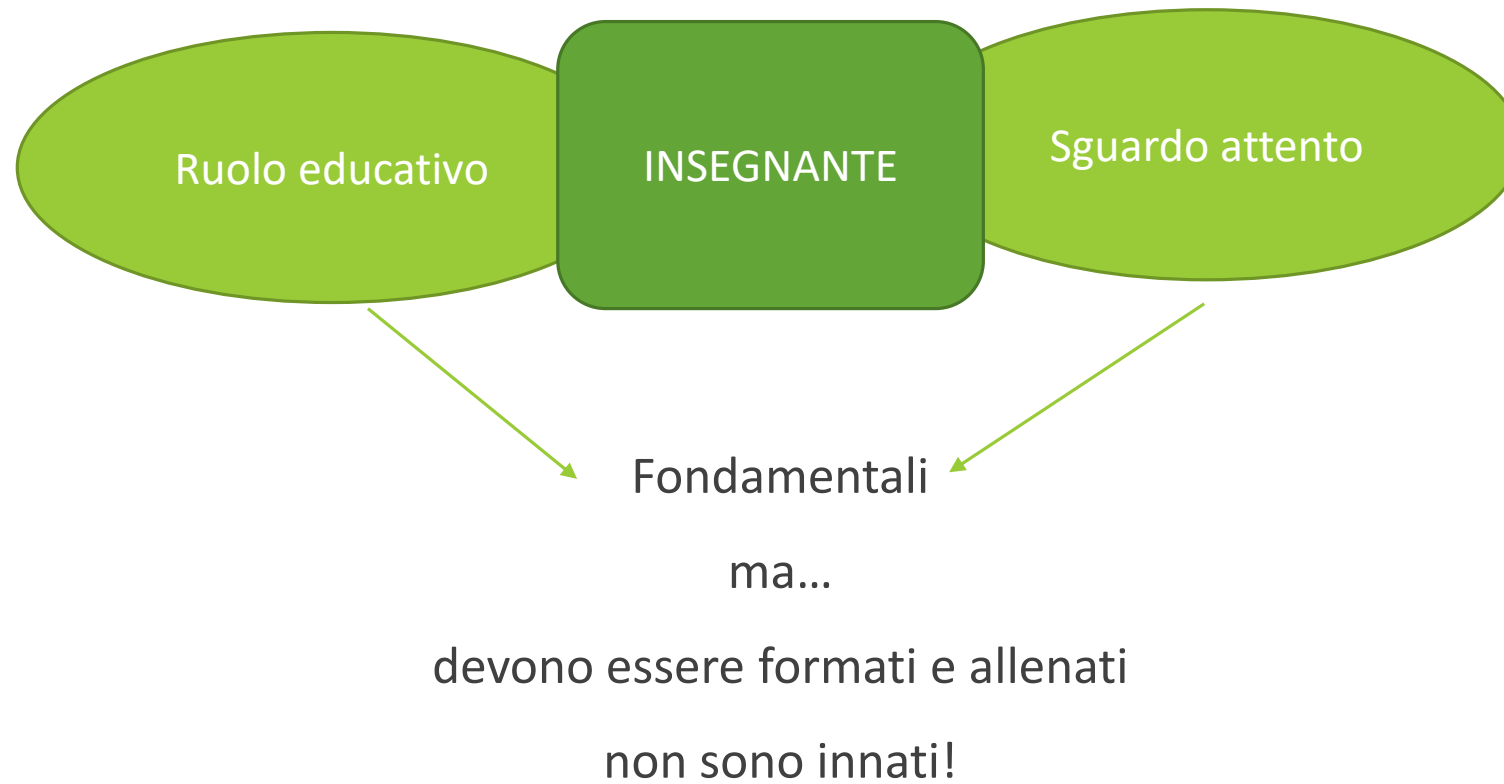 Ruolo educativo
INSEGNANTE
Sguardo attento
Fondamentali
ma…
devono essere formati e allenati
non sono innati!